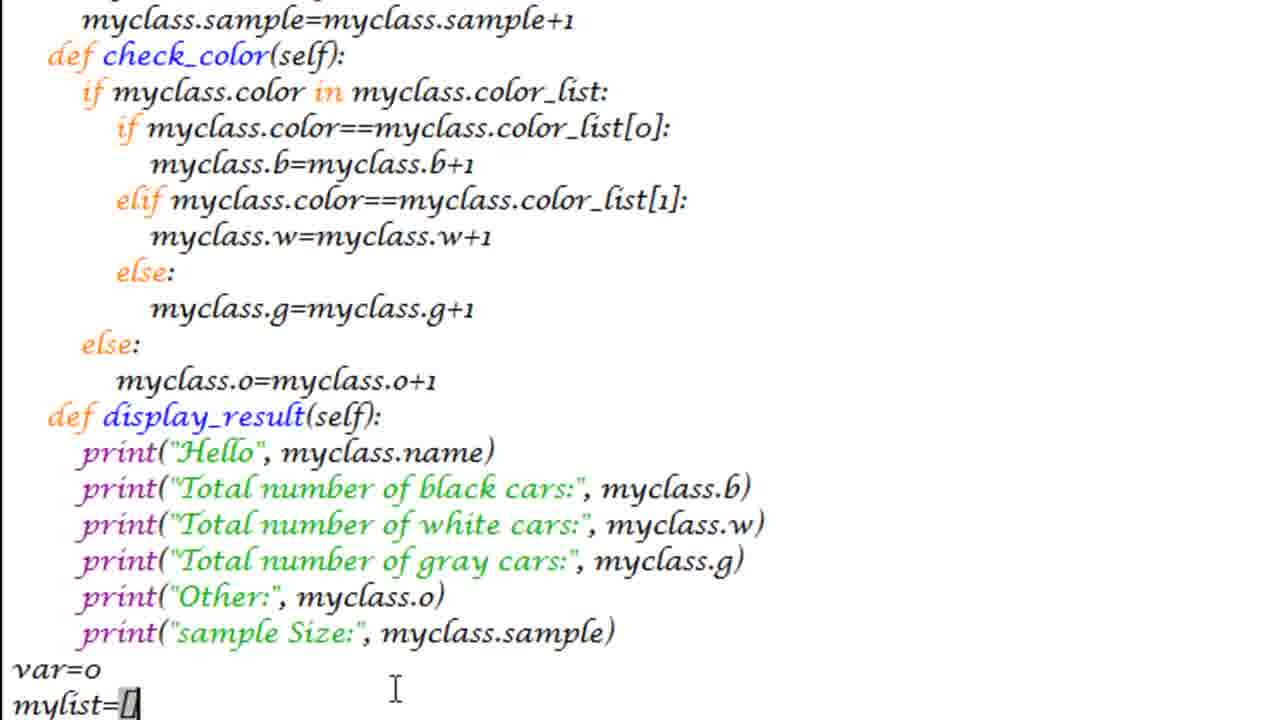 myclass.sample=myclass.sample+1
def check_color(self):
if myclass.color in myclass.color_list:
if myclass.color==myclass.color_list[0]:
myclass.b=myclass.b+1
elif myclass.color==myclass.color_list[1]:
myclass.w=myclass.w+1
else:
myclass.g=myclass.g+1
else:
myclass.o=myclass.o+1
def display_result(self):
print("Hello", myclass.name)
print("Total number of black cars:", myclass.b)
print("Total number of white cars:", myclass.w)
print("Total number of gray cars:", myclass.g)
print("Other:", myclass.o)
print("sample Size:", myclass.sample)
var=0
mylist=[]